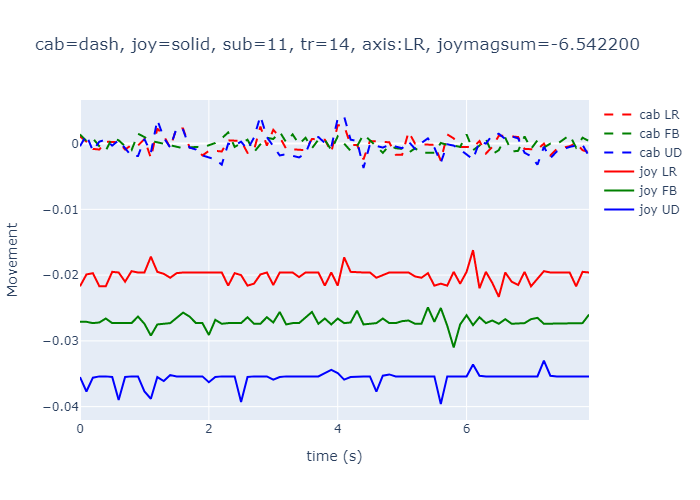 cab=dash, joy=solid, sub=11, tr=14, axis:LR, joymagsum=-6.542200
cab LR
cab FB
cab UD
joy LR
joy FB
joy UD
0
−0.01
−0.02
−0.03
−0.04
Movement
0
2
4
6
time (s)